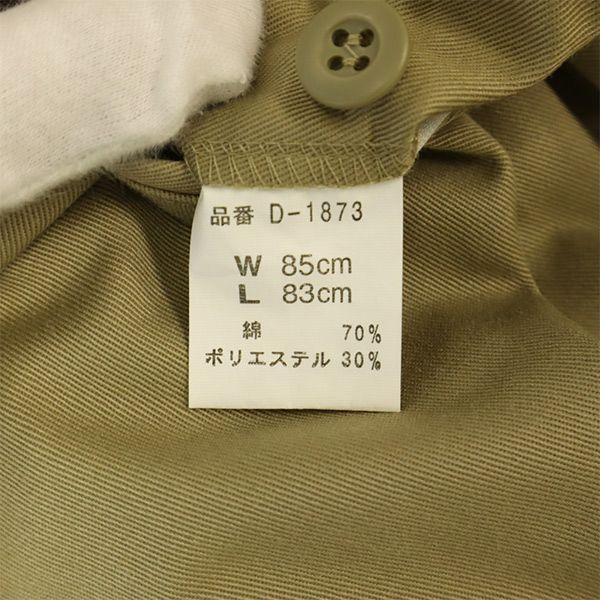 品番 D-1873
W 85cm
L 83cm
綿 70%
ポリエステル 30%